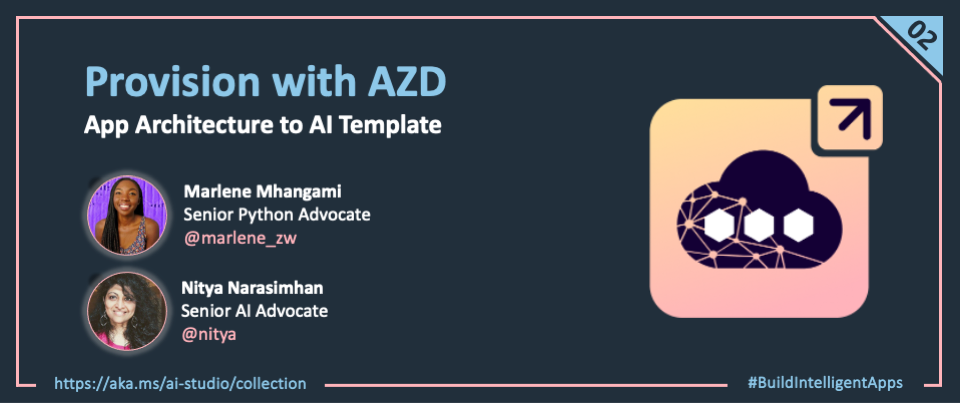 02
Provision with AZD
App Architecture to AI Template
Marlene Mhangami
Senior Python Advocate
@marlene_zw
Nitya Narasimhan
Senior AI Advocate
@nitya
https://aka.ms/ai-studio/collection
#BuildIntelligentApps